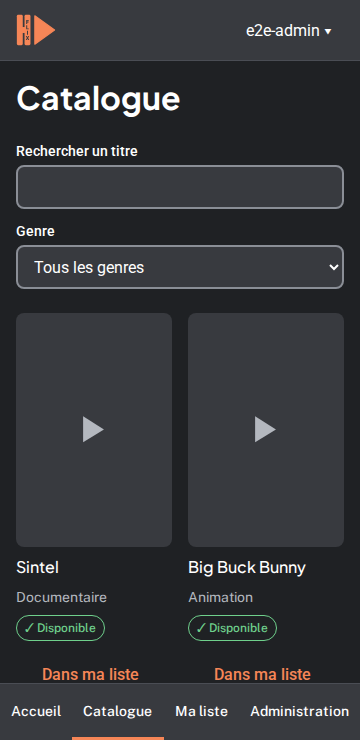 e2e-admin ▾
Catalogue
Rechercher un titre
Genre
Tous les genres
Sintel
Big Buck Bunny
Documentaire
Animation
✓ Disponible
✓ Disponible
Dans ma liste
Dans ma liste
Accueil
Catalogue
Ma liste
Administration